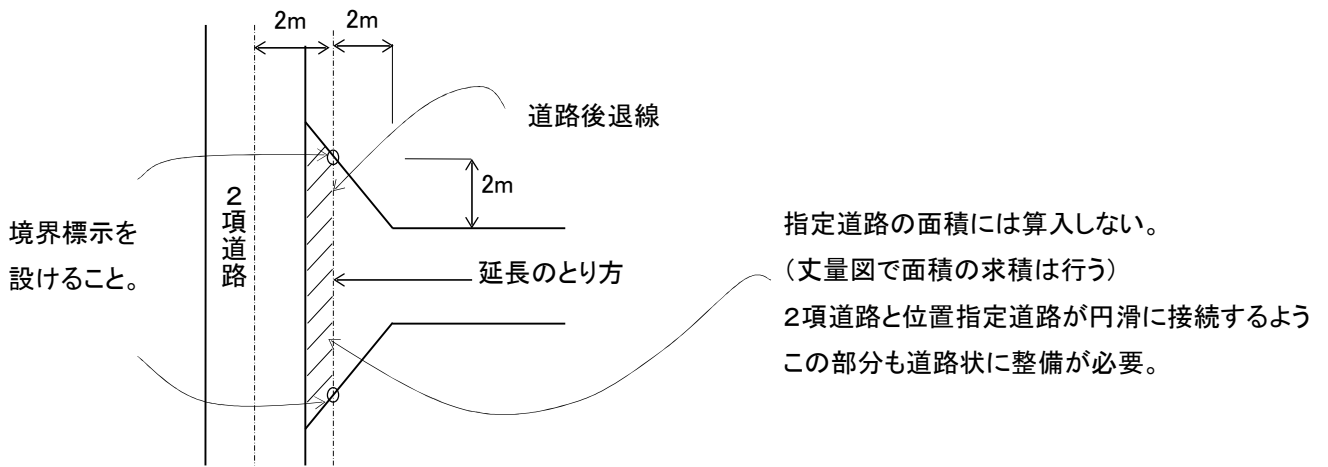 2m
2m
道路後退線
2m
2項道路
境界標示を
設けること。
延長のとり方
指定道路の面積には算入しない。
（丈量図で面積の求積は行う）
2項道路と位置指定道路が円滑に接続するよう
この部分も道路状に整備が必要。